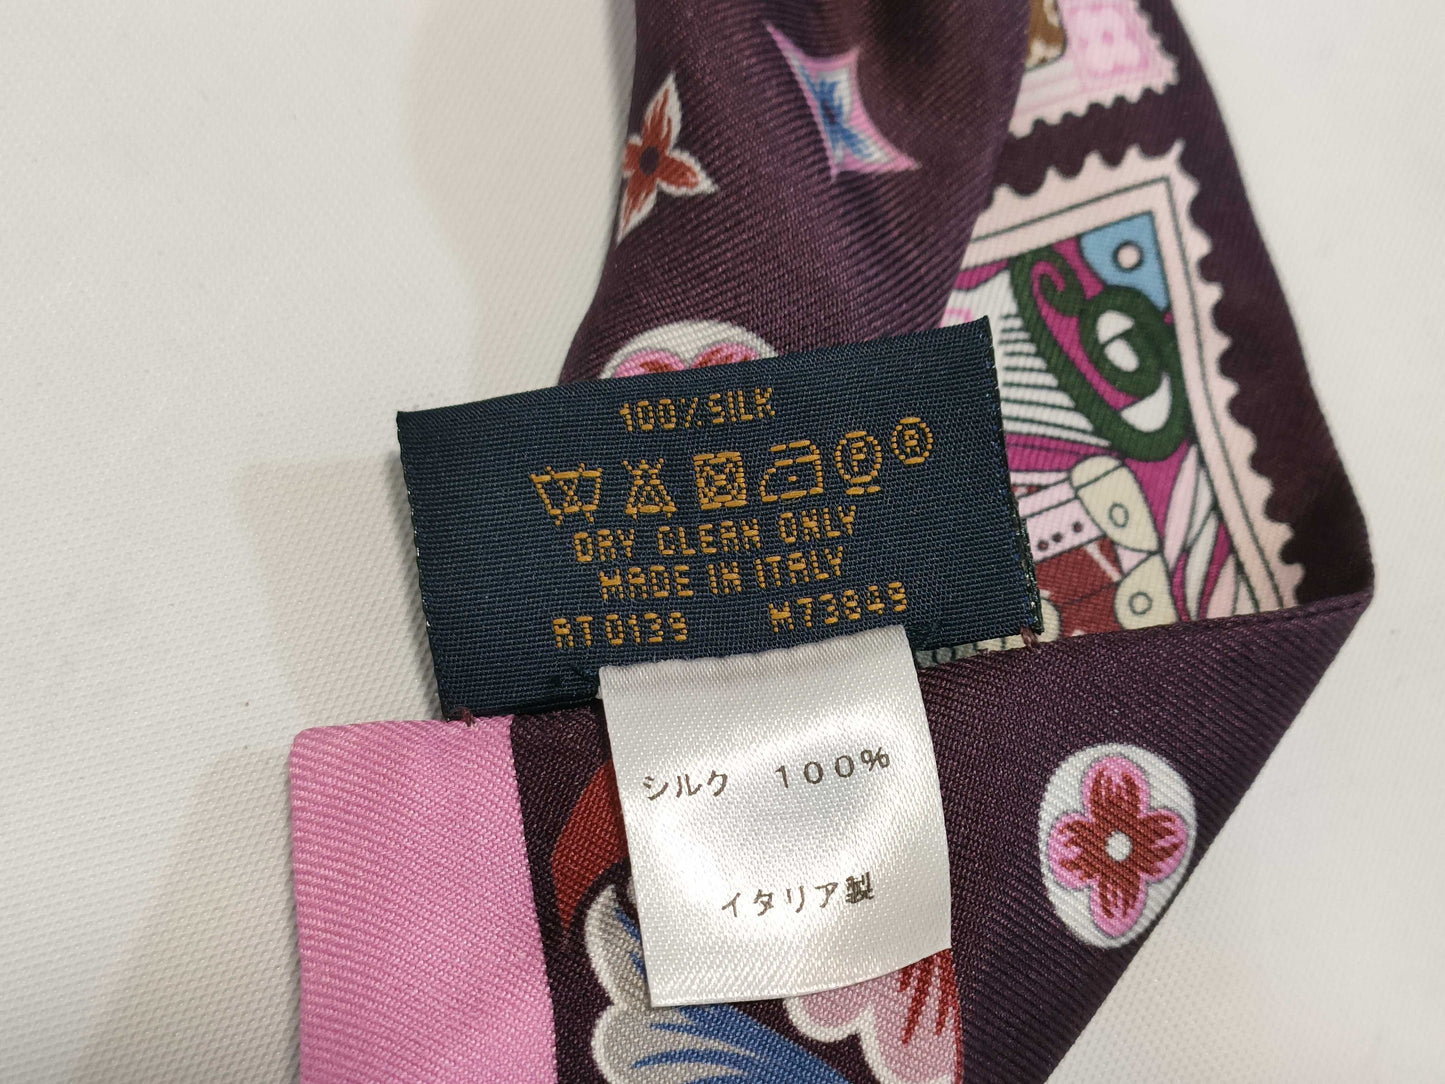 100% SILK
P R
DRY CLEAN ONLY
MADE IN ITALY
RT0139 M73849
シルク 100%
イタリア製